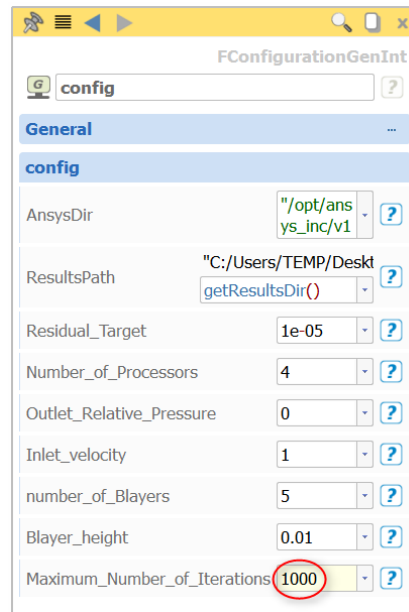 FConfigurationGenInt
G config ?
General ...
config
AnsysDir "/opt/ans
ys_inc/v1 ?
"C:/Users/TEMP/Deskt
ResultsPath getResultsDir() ?
Residual_Target 1e-05 ?
Number_of_Processors 4 ?
Outlet_Relative_Pressure 0 ?
Inlet_velocity 1 ?
number_of_Blayers 5 ?
Blayer_height 0.01 ?
Maximum_Number_of_Iterations 1000 ?